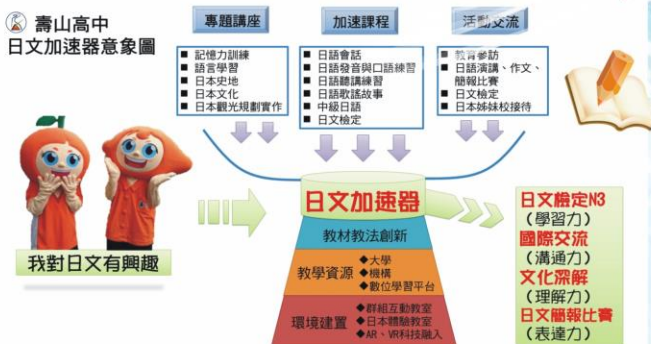 壽山高中
日文加速器意象圖
專題講座
■ 記憶力訓練
■ 語言學習
■ 日本史地
■ 日本文化
■ 日本觀光規劃實作
加速課程
■ 日語會話
■ 日語發音與口語練習
■ 日語聽講練習
■ 日語歌謠故事
■ 中級日語
■ 日文檢定
活動交流
■ 教育參訪
■ 日語演講、作文、
簡報比賽
■ 日文檢定
■ 日本姊妹校接待
我對日文有興趣
日文加速器
教材教法創新
教學資源
◆大學
◆機構
◆數位學習平台
環境建置
◆群組互動教室
◆日本體驗教室
◆AR、VR科技融入
日文檢定N3
(學習力)
國際交流
(溝通力)
文化深解
(理解力)
日文簡報比賽
(表達力)